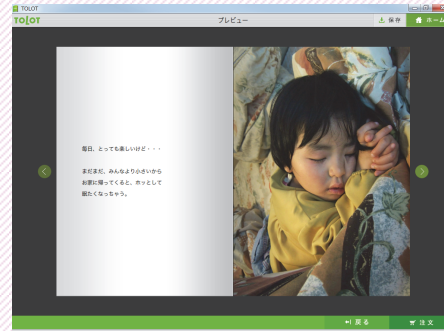 TOLOT
TOLOT
プレビュー
保存
ホーム
毎日、とっても楽しいけど・・・
まだまだ、みんなより小さいから
お家に帰ってくると、ホッとして
眠たくなっちゃう。
戻る
注文